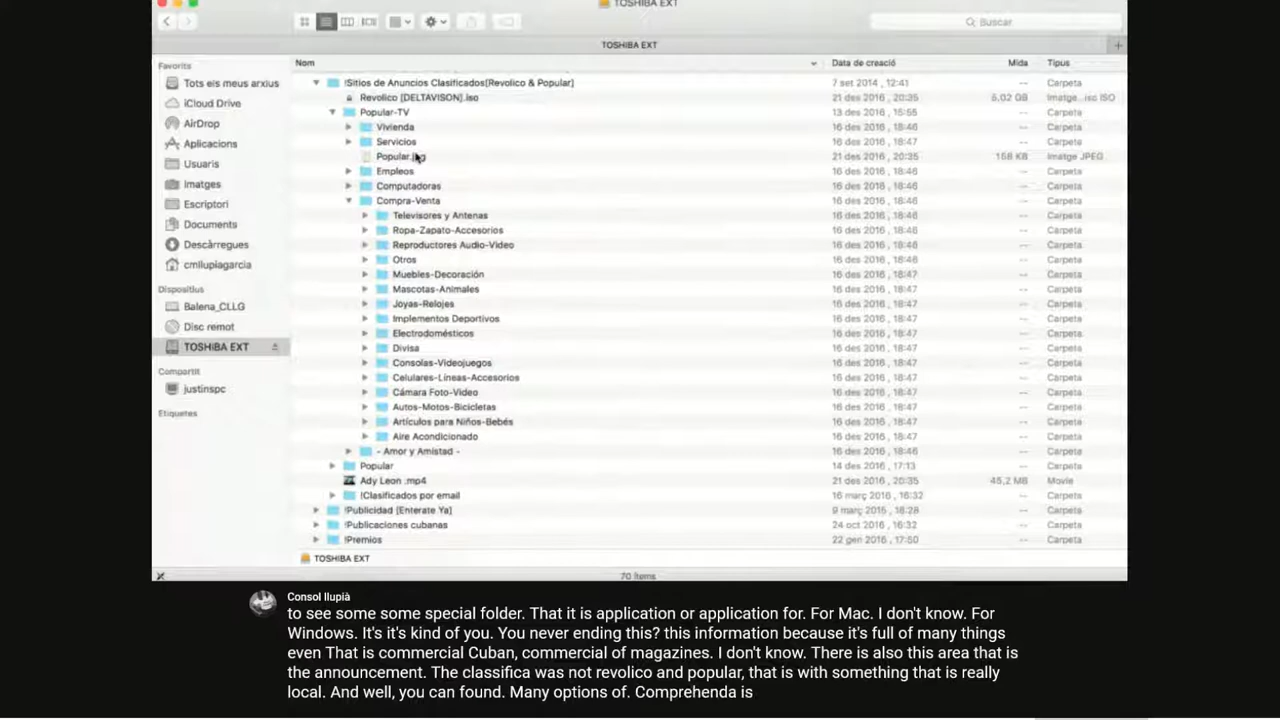 TOSHIBA EXT
Buscar
TOSHIBA EXT
Favorits
Tots els meus arxius
iCloud Drive
AirDrop
Aplicacions
Usuaris
Imatges
Escriptori
Documents
Descàrregues
cmllupiagarcia
Dispositius
Balena_CLLG
Disc remot
TOSHIBA EXT
Compartit
justinspc
Etiquetes
Nom Data de creació Mida Tipus
!Sitios de Anuncios Clasificados[Revolico & Popular] 7 set 2014 , 12:41 -- Carpeta
Revolico [DELTAVISON].iso 21 des 2016 , 20:35 5,02 GB Imatge...iso ISO
Popular-TV 13 des 2016 , 15:55 -- Carpeta
Vivienda 16 des 2016 , 18:46 -- Carpeta
Servicios 16 des 2016 , 18:47 -- Carpeta
Popular.jpg 21 des 2016 , 20:35 168 KB Imatge JPEG
Empleos 16 des 2016 , 18:46 -- Carpeta
Computadoras 16 des 2016 , 18:46 -- Carpeta
Compra-Venta 16 des 2016 , 18:46 -- Carpeta
Televisores y Antenas 16 des 2016 , 18:46 -- Carpeta
Ropa-Zapato-Accesorios 16 des 2016 , 18:46 -- Carpeta
Reproductores Audio-Video 16 des 2016 , 18:46 -- Carpeta
Otros 16 des 2016 , 18:46 -- Carpeta
Muebles-Decoración 16 des 2016 , 18:47 -- Carpeta
Mascotas-Animales 16 des 2016 , 18:47 -- Carpeta
Joyas-Relojes 16 des 2016 , 18:47 -- Carpeta
Implementos Deportivos 16 des 2016 , 18:47 -- Carpeta
Electrodomésticos 16 des 2016 , 18:47 -- Carpeta
Divisa 16 des 2016 , 18:47 -- Carpeta
Consolas-Videojuegos 16 des 2016 , 18:47 -- Carpeta
Celulares-Líneas-Accesorios 16 des 2016 , 18:47 -- Carpeta
Cámara Foto-Video 16 des 2016 , 18:47 -- Carpeta
Autos-Motos-Bicicletas 16 des 2016 , 18:47 -- Carpeta
Artículos para Niños-Bebés 16 des 2016 , 18:47 -- Carpeta
Aire Acondicionado 16 des 2016 , 18:47 -- Carpeta
- Amor y Amistad - 16 des 2016 , 18:46 -- Carpeta
Popular 14 des 2016 , 17:13 -- Carpeta
Ady Leon .mp4 21 des 2016 , 20:35 45,2 MB Movie
!Clasificados por email 16 març 2016 , 16:32 -- Carpeta
!Publicidad [Enterate Ya] 9 març 2016 , 18:28 -- Carpeta
!Publicaciones cubanas 24 oct 2016 , 16:32 -- Carpeta
!Premios 22 gen 2016 , 17:50 -- Carpeta
TOSHIBA EXT
70 ítems
Consol llupià
to see some some special folder. That it is application or application for. For Mac. I don't know. For
Windows. It's it's kind of you. You never ending this? this information because it's full of many things
even That is commercial Cuban, commercial of magazines. I don't know. There is also this area that is
the announcement. The classifica was not revolico and popular, that is with something that is really
local. And well, you can found. Many options of. Comprehenda is